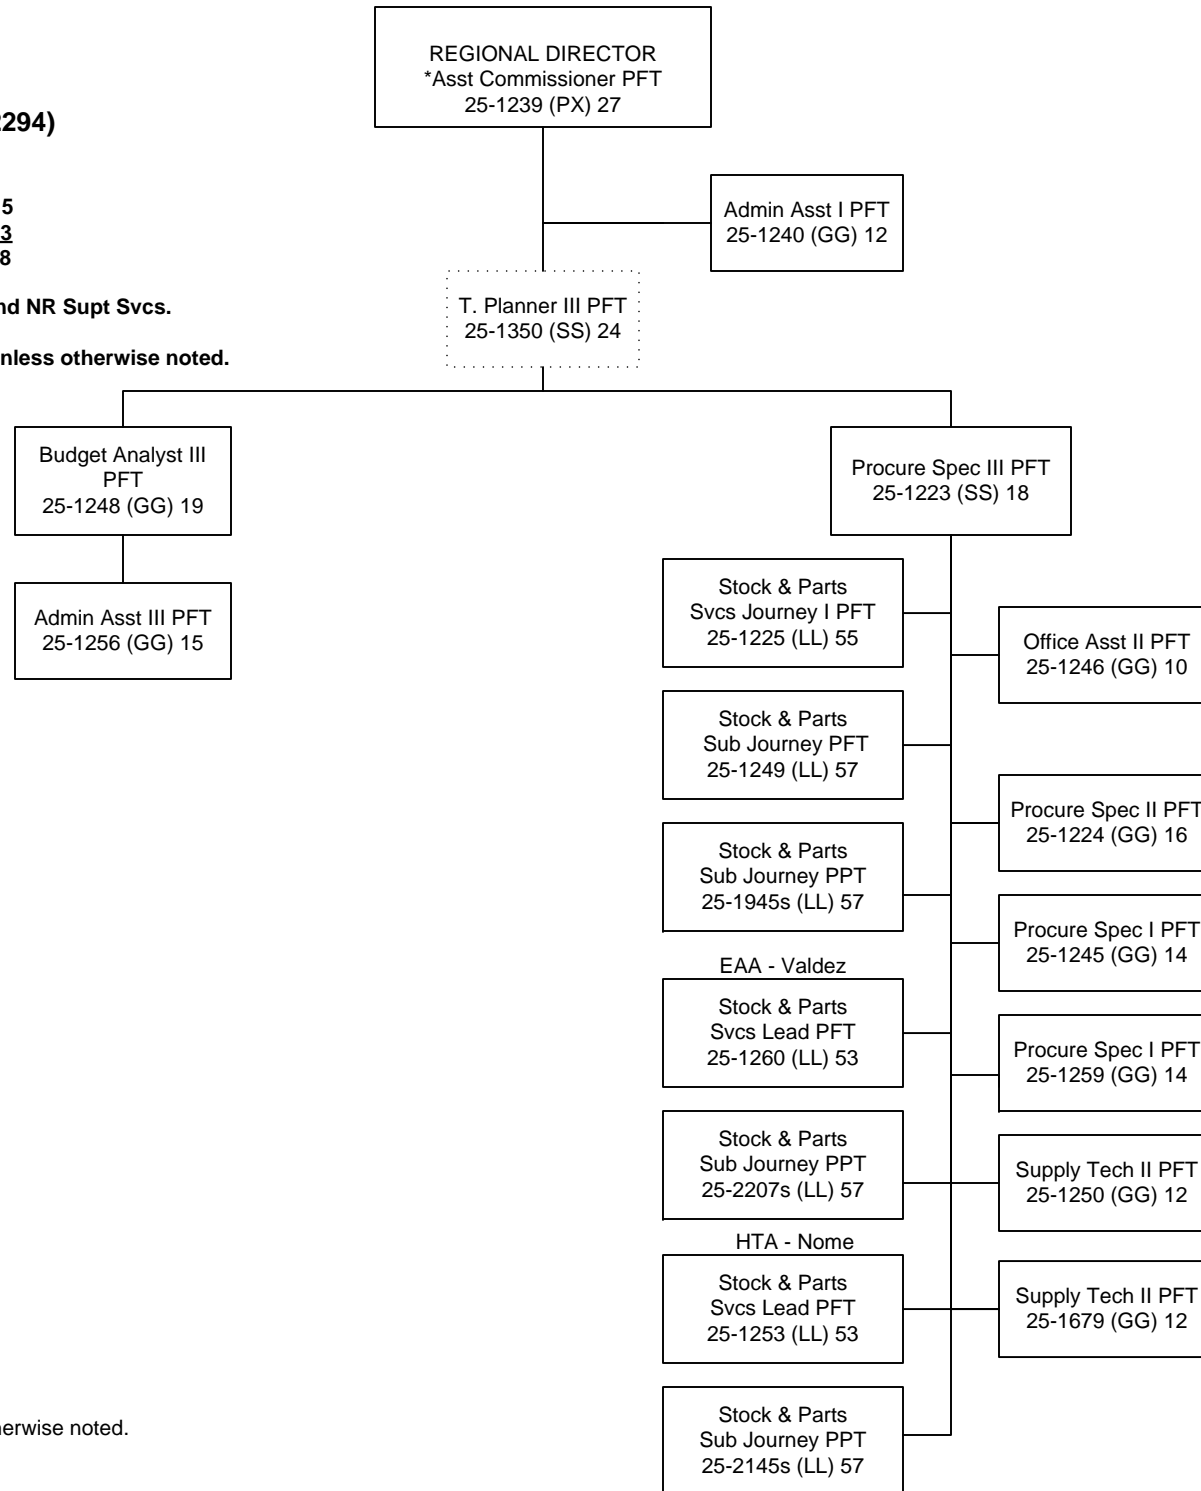 REGIONAL DIRECTOR
*Asst Commissioner PFT
25-1239 (PX) 27
2294)
5
3
8
nd NR Supt Svcs.
nless otherwise noted.
Admin Asst I PFT
25-1240 (GG) 12
T. Planner III PFT
25-1350 (SS) 24
Budget Analyst III
PFT
25-1248 (GG) 19
Admin Asst III PFT
25-1256 (GG) 15
Procure Spec III PFT
25-1223 (SS) 18
Stock & Parts
Svcs Journey I PFT
25-1225 (LL) 55
Office Asst II PFT
25-1246 (GG) 10
Stock & Parts
Sub Journey PFT
25-1249 (LL) 57
Procure Spec II PFT
25-1224 (GG) 16
Stock & Parts
Sub Journey PPT
25-1945s (LL) 57
Procure Spec I PFT
25-1245 (GG) 14
EAA - Valdez
Stock & Parts
Svcs Lead PFT
25-1260 (LL) 53
Procure Spec I PFT
25-1259 (GG) 14
Stock & Parts
Sub Journey PPT
25-2207s (LL) 57
Supply Tech II PFT
25-1250 (GG) 12
HTA - Nome
Stock & Parts
Svcs Lead PFT
25-1253 (LL) 53
Supply Tech II PFT
25-1679 (GG) 12
Stock & Parts
Sub Journey PPT
25-2145s (LL) 57
herwise noted.